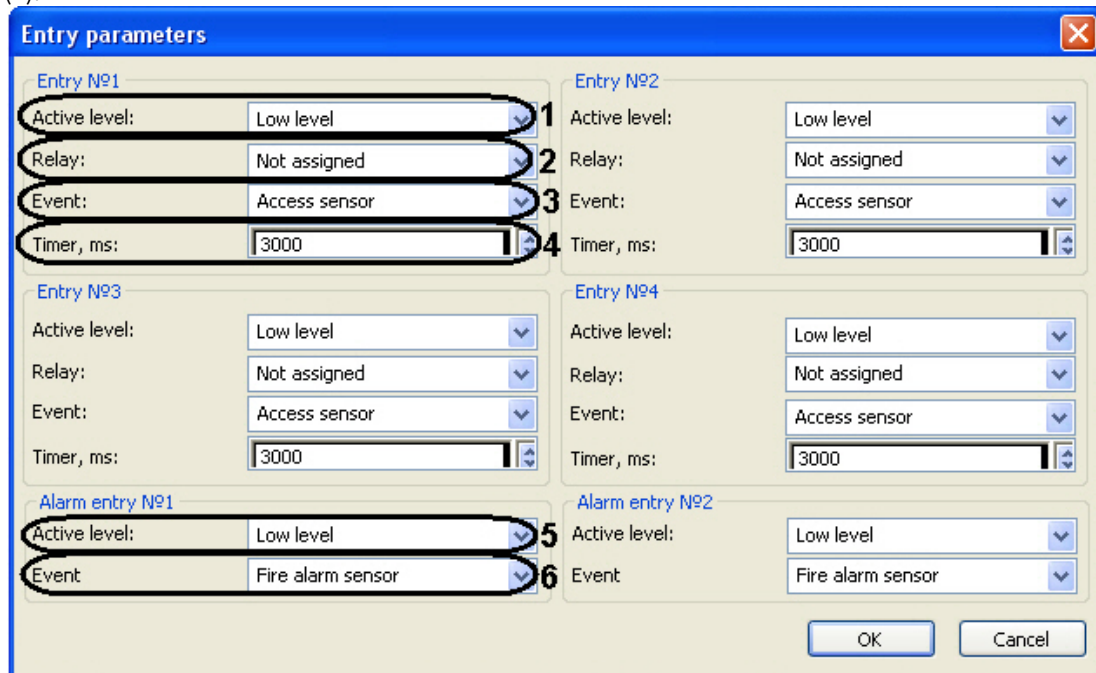 Entry parameters
Entry №1
Active level: Low level 1
Relay: Not assigned 2
Event: Access sensor 3
Timer, ms: 3000 4
Entry №2
Active level: Low level
Relay: Not assigned
Event: Access sensor
Timer, ms: 3000
Entry №3
Active level: Low level
Relay: Not assigned
Event: Access sensor
Timer, ms: 3000
Entry №4
Active level: Low level
Relay: Not assigned
Event: Access sensor
Timer, ms: 3000
Alarm entry №1
Active level: Low level 5
Event Fire alarm sensor 6
Alarm entry №2
Active level: Low level
Event Fire alarm sensor
OK Cancel